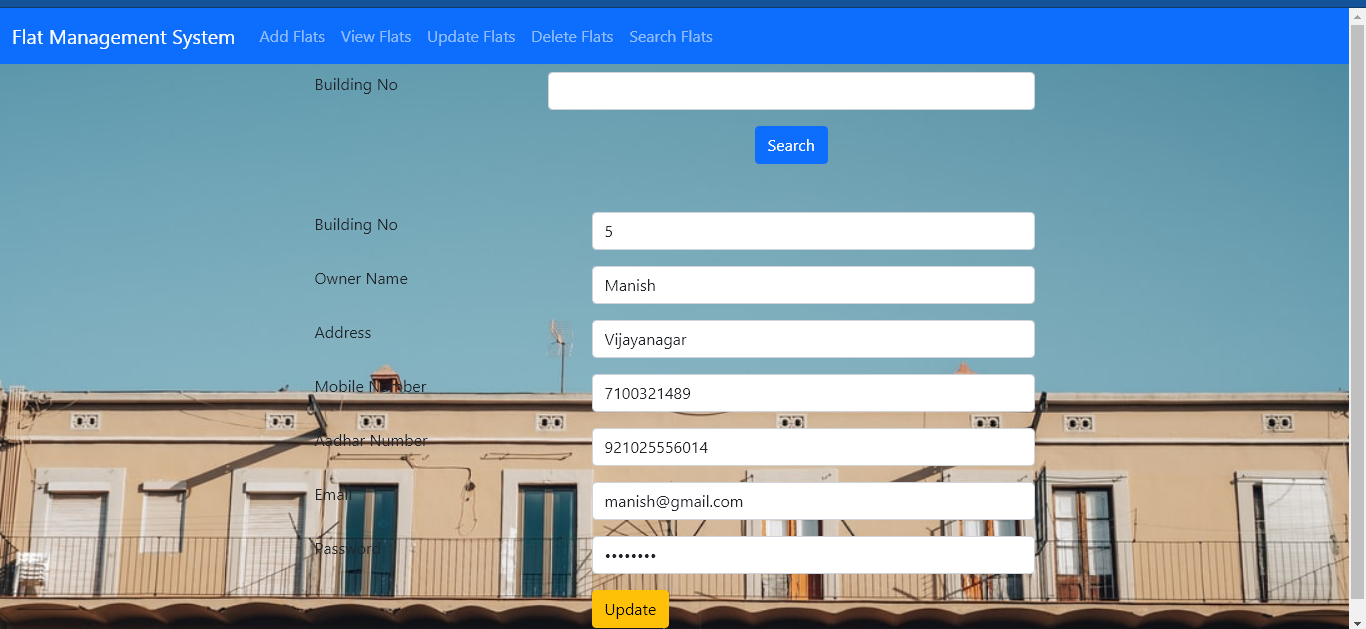 Flat Management System Add Flats View Flats Update Flats Delete Flats Search Flats
Building No
Search
Building No 5
Owner Name Manish
Address Vijayanagar
Mobile Number 7100321489
Aadhar Number 921025556014
Email manish@gmail.com
Password ••••••••
Update